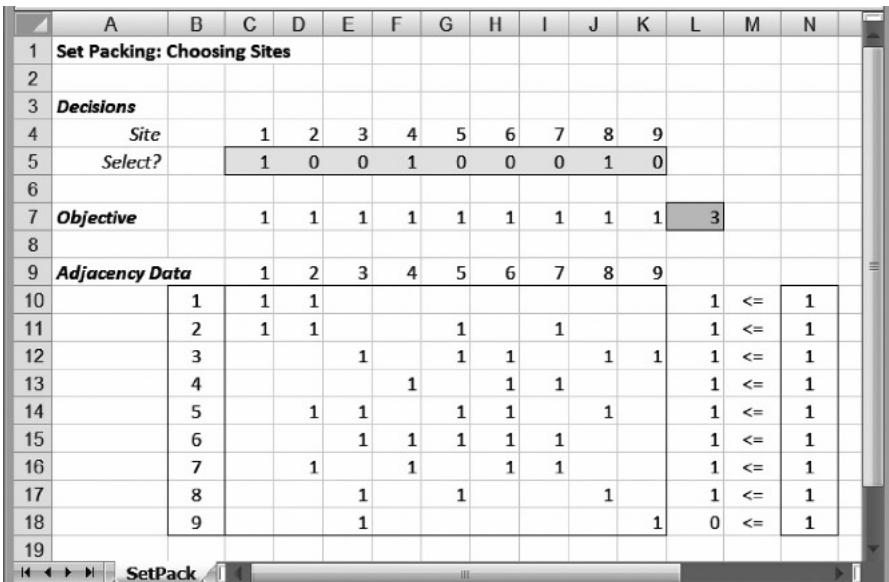 A B C D E F G H I J K L M N
1 Set Packing: Choosing Sites
2
3 Decisions
4 Site 1 2 3 4 5 6 7 8 9
5 Select? 1 0 0 1 0 0 0 1 0
6
7 Objective 1 1 1 1 1 1 1 1 1 3
8
9 Adjacency Data 1 2 3 4 5 6 7 8 9
10 1 1 1 1 <= 1
11 2 1 1 1 1 1 <= 1
12 3 1 1 1 1 1 1 <= 1
13 4 1 1 1 1 <= 1
14 5 1 1 1 1 1 1 <= 1
15 6 1 1 1 1 1 1 <= 1
16 7 1 1 1 1 1 <= 1
17 8 1 1 1 1 <= 1
18 9 1 1 0 <= 1
19
SetPack